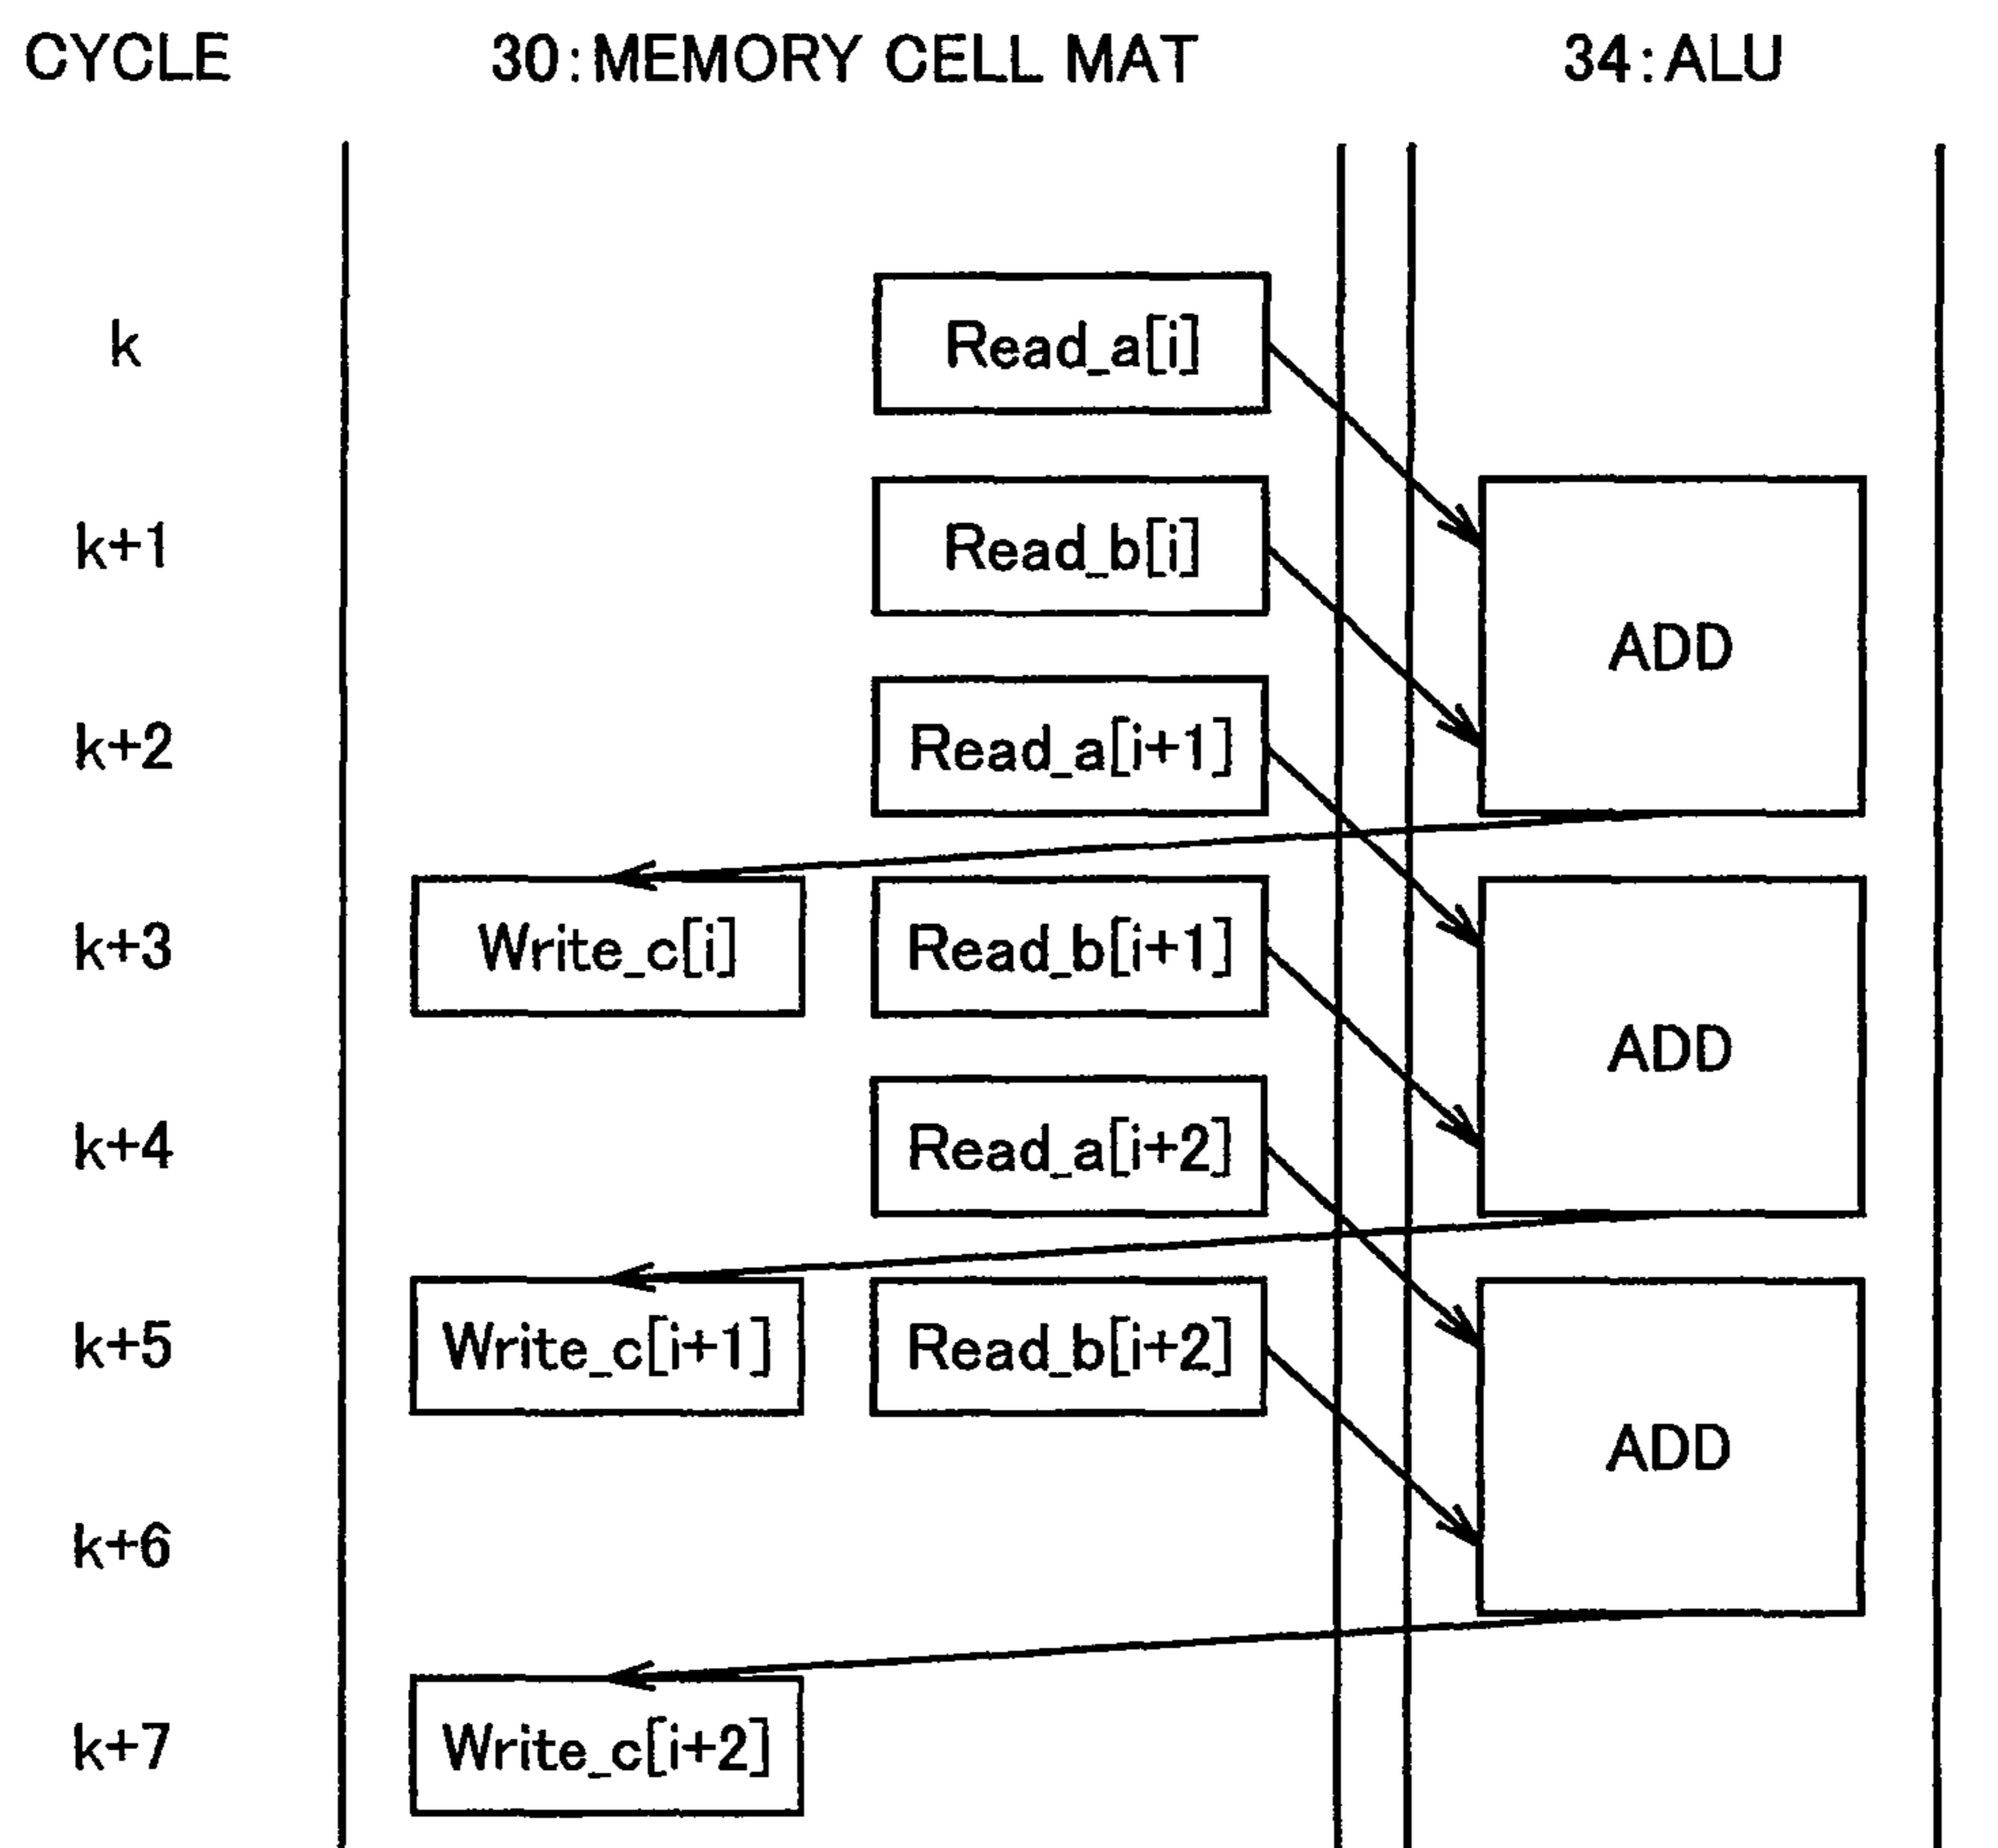 CYCLE 30:MEMORY CELL MAT 34:ALU
k Read_a[i]
k+1 Read_b[i]
ADD
k+2 Read_a[i+1]
k+3 Write_c[i] Read_b[i+1]
ADD
k+4 Read_a[i+2]
k+5 Write_c[i+1] Read_b[i+2]
ADD
k+6
k+7 Write_c[i+2]